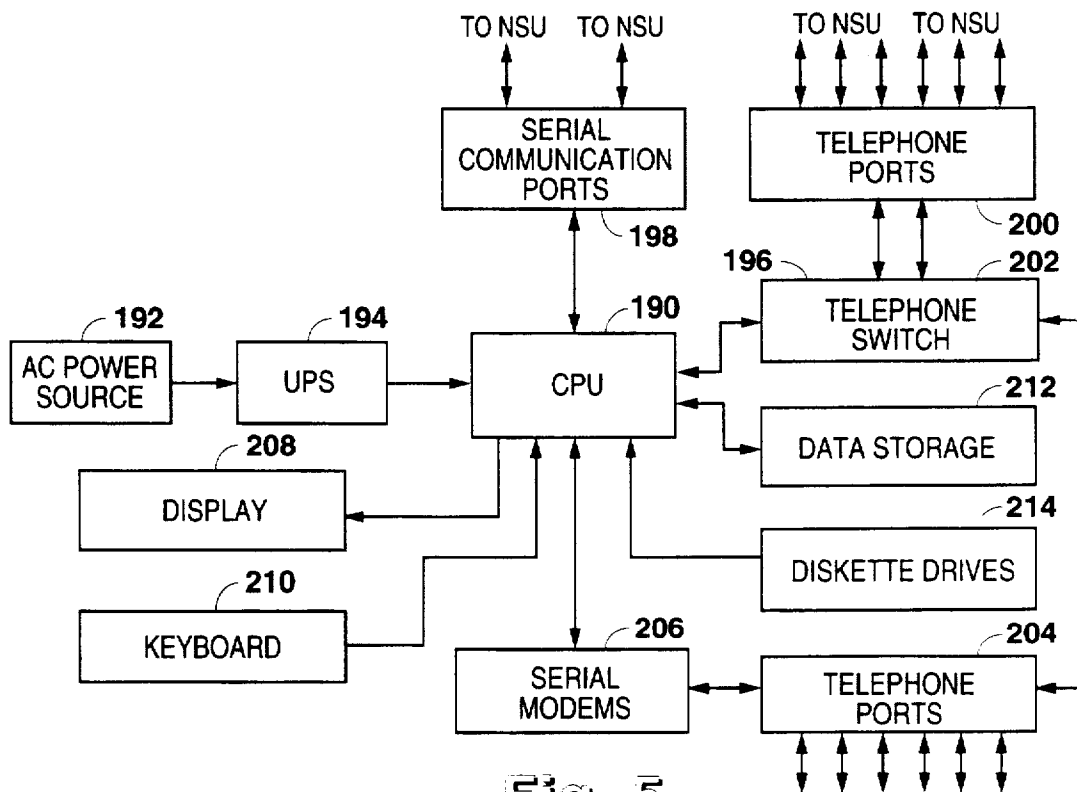 TO NSU TO NSU
TO NSU TO NSU
SERIAL
COMMUNICATION
PORTS
198
TELEPHONE
PORTS
200
196
202
TELEPHONE
SWITCH
192
AC POWER
SOURCE
194
UPS
190
CPU
212
DATA STORAGE
208
DISPLAY
214
DISKETTE DRIVES
210
KEYBOARD
206
SERIAL
MODEMS
204
TELEPHONE
PORTS
Fig. 5